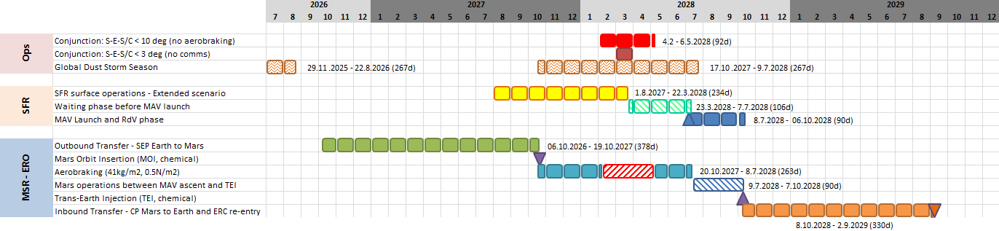 2026 2027 2028 2029
7 8 9 10 11 12 1 2 3 4 5 6 7 8 9 10 11 12 1 2 3 4 5 6 7 8 9 10 11 12 1 2 3 4 5 6 7 8 9 10 11 12
Ops
Conjunction: S-E-S/C < 10 deg (no aerobraking) 4.2 - 6.5.2028 (92d)
Conjunction: S-E-S/C < 3 deg (no comms)
Global Dust Storm Season 29.11.2025 - 22.8.2026 (267d) 17.10.2027 - 9.7.2028 (267d)
SFR
SFR surface operations - Extended scenario 1.8.2027 - 22.3.2028 (234d)
Waiting phase before MAV launch 23.3.2028 - 7.7.2028 (106d)
MAV Launch and RdV phase 8.7.2028 - 06.10.2028 (90d)
MSR - ERO
Outbound Transfer - SEP Earth to Mars 06.10.2026 - 19.10.2027 (378d)
Mars Orbit Insertion (MOI, chemical)
Aerobraking (41kg/m2, 0.5N/m2) 20.10.2027 - 8.7.2028 (263d)
Mars operations between MAV ascent and TEI 9.7.2028 - 7.10.2028 (90d)
Trans-Earth Injection (TEI, chemical)
Inbound Transfer - CP Mars to Earth and ERC re-entry
8.10.2028 - 2.9.2029 (330d)